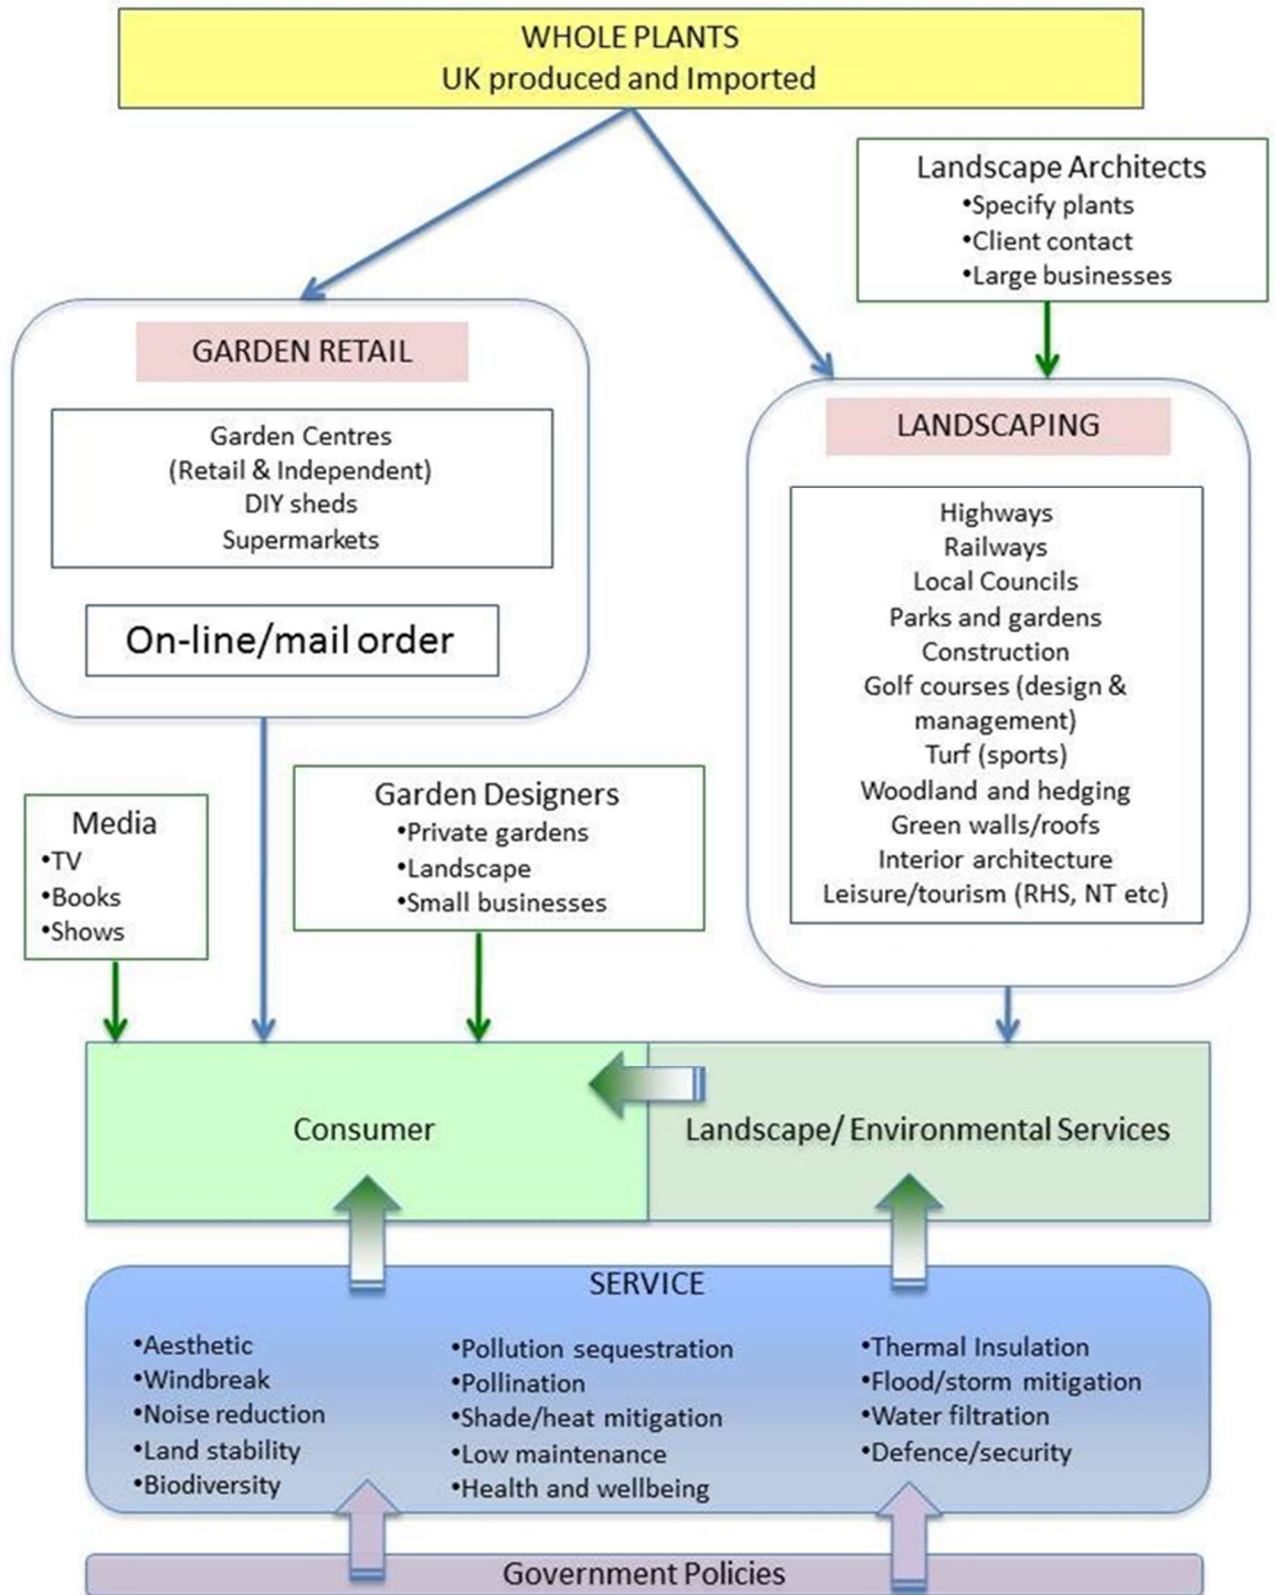 WHOLE PLANTS
UK produced and Imported
Landscape Architects
•Specify plants
•Client contact
•Large businesses
GARDEN RETAIL
Garden Centres
(Retail & Independent)
DIY sheds
Supermarkets
On-line/mail order
LANDSCAPING
Highways
Railways
Local Councils
Parks and gardens
Construction
Golf courses (design &
management)
Turf (sports)
Woodland and hedging
Green walls/roofs
Interior architecture
Leisure/tourism (RHS, NT etc)
Media
•TV
•Books
•Shows
Garden Designers
•Private gardens
•Landscape
•Small businesses
Consumer
Landscape/ Environmental Services
SERVICE
•Aesthetic
•Windbreak
•Noise reduction
•Land stability
•Biodiversity
•Pollution sequestration
•Pollination
•Shade/heat mitigation
•Low maintenance
•Health and wellbeing
•Thermal Insulation
•Flood/storm mitigation
•Water filtration
•Defence/security
Government Policies